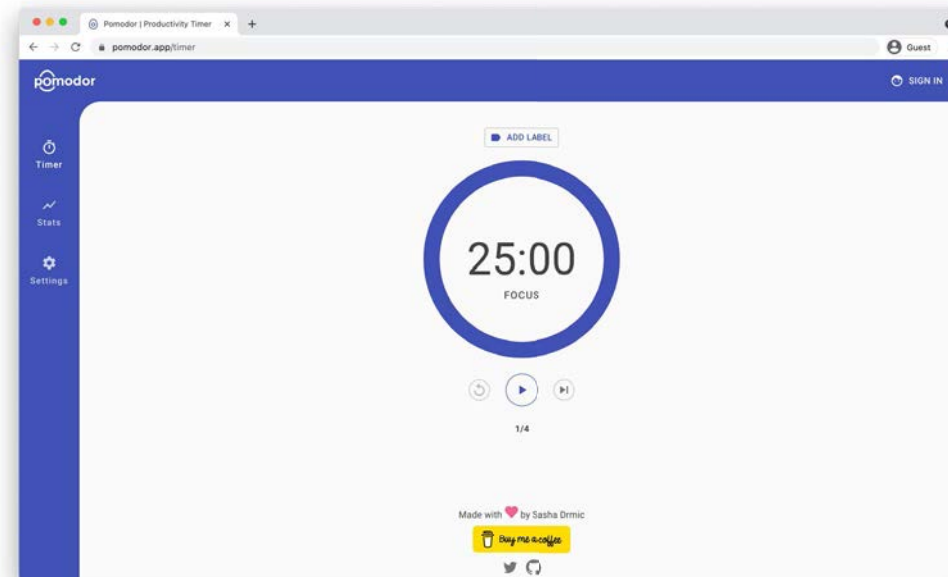 Pomodor | Productivity Timer
pomodor.app/timer
Guest
pomodor
SIGN IN
ADD LABEL
Timer
Stats
Settings
25:00
FOCUS
1/4
Made with by Sasha Drmic
Buy me a coffee